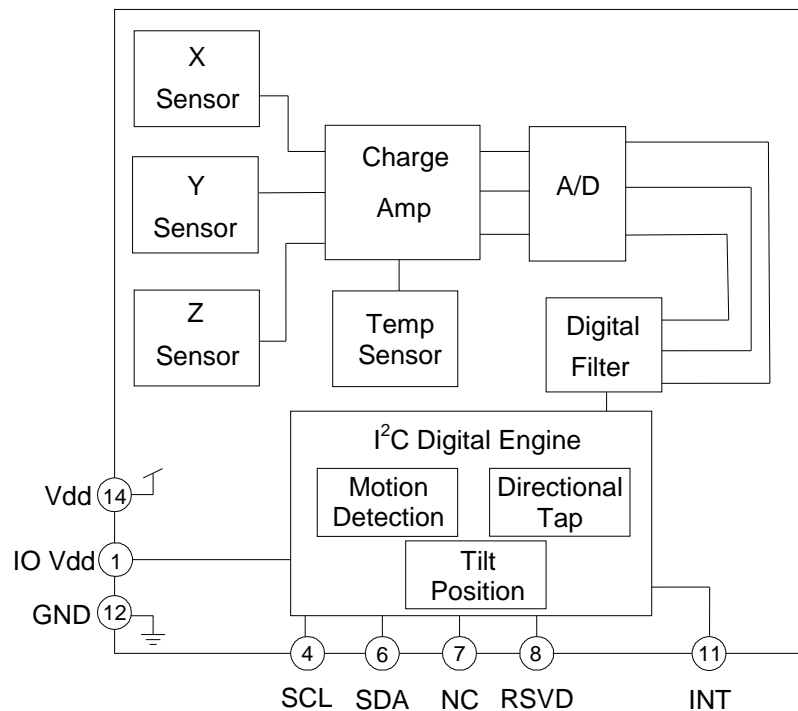 X
Sensor
Charge
Amp
A/D
Y
Sensor
Z
Sensor
Temp
Sensor
Digital
Filter
I²C Digital Engine
Motion
Detection
Directional
Tap
Tilt
Position
Vdd 14
IO Vdd 1
GND 12
4 6 7 8 11
SCL SDA NC RSVD INT